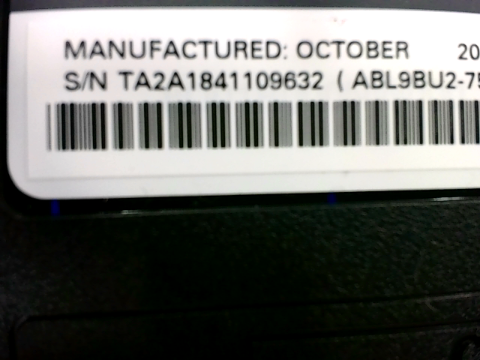 MANUFACTURED: OCTOBER 20
S/N TA2A1841109632 ( ABL9BU2-75